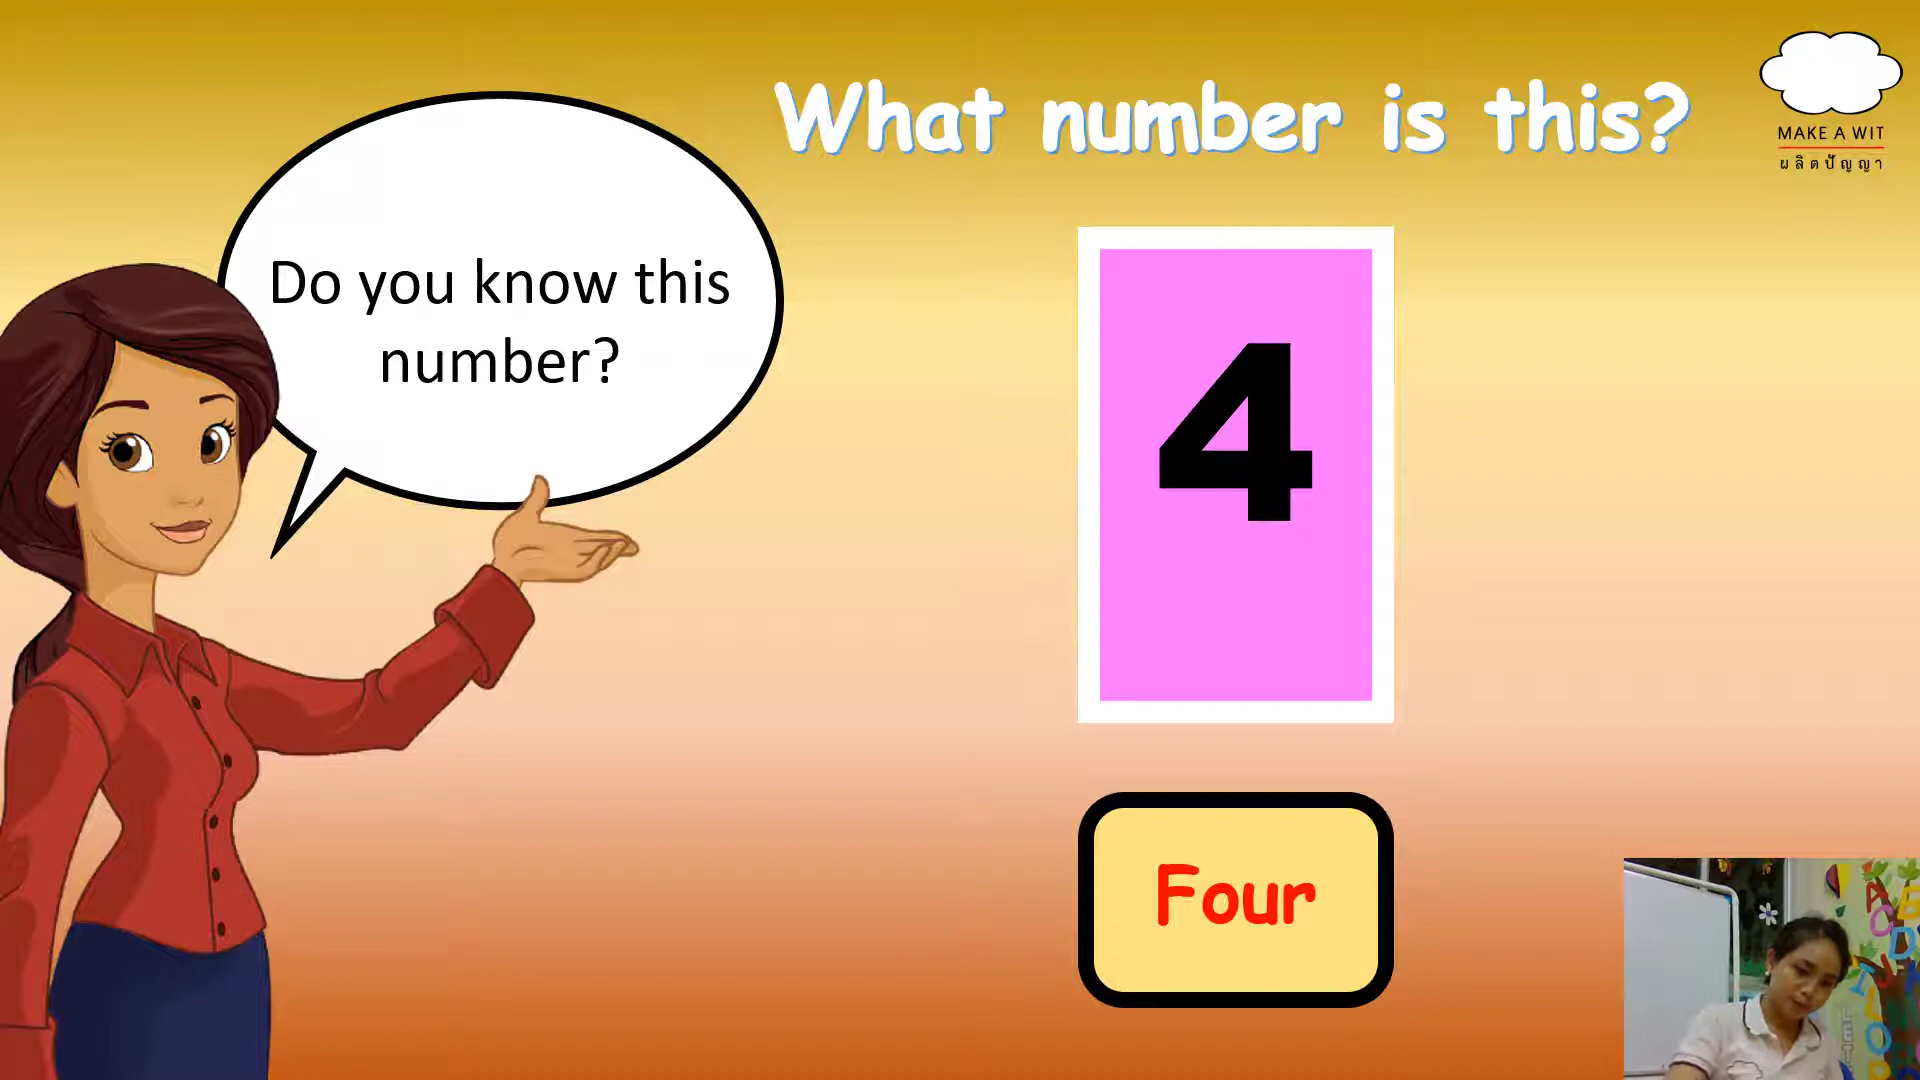 What number is this?
MAKE A WIT
ผลิตปัญญา
Do you know this
number?
4
Four